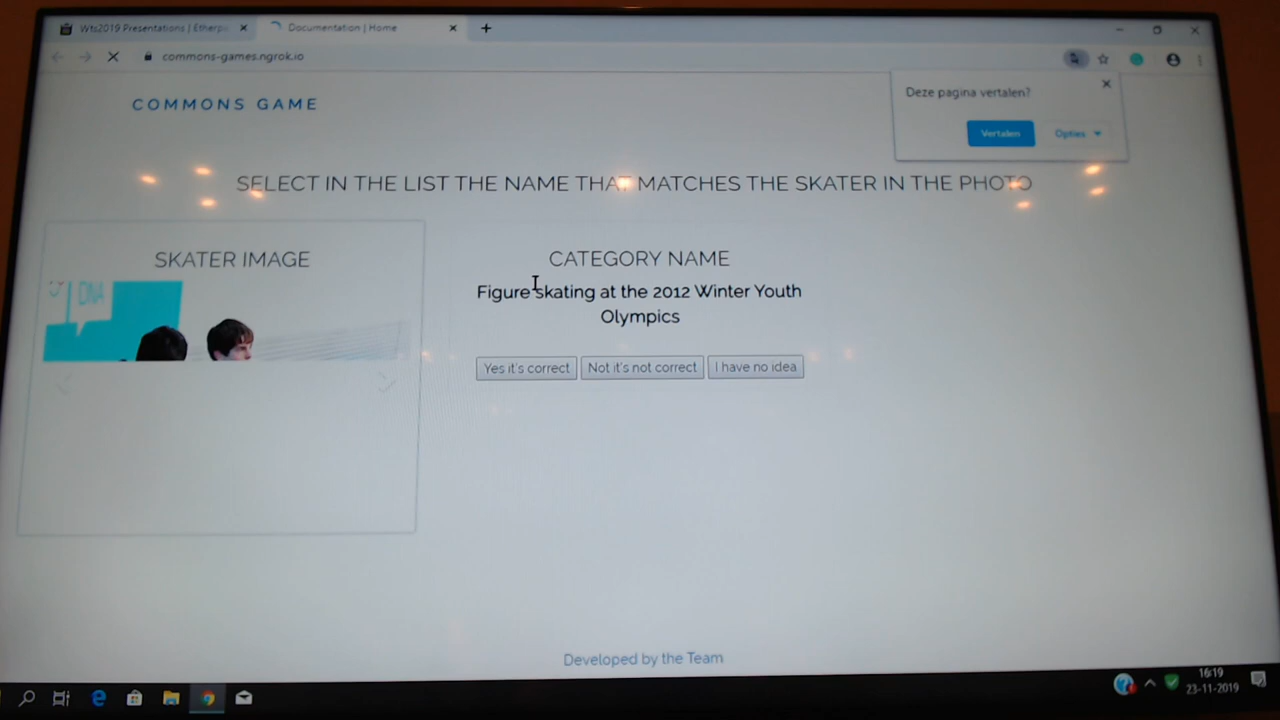 Wts2019 Presentations | Etherpa
Documentation | Home
commons-games.ngrok.io
Deze pagina vertalen?
Vertalen
Opties
COMMONS GAME
SELECT IN THE LIST THE NAME THAT MATCHES THE SKATER IN THE PHOTO
SKATER IMAGE
DNA
CATEGORY NAME
Figure skating at the 2012 Winter Youth
Olympics
Yes it's correct
Not it's not correct
I have no idea
Developed by the Team
16:19
23-11-2019